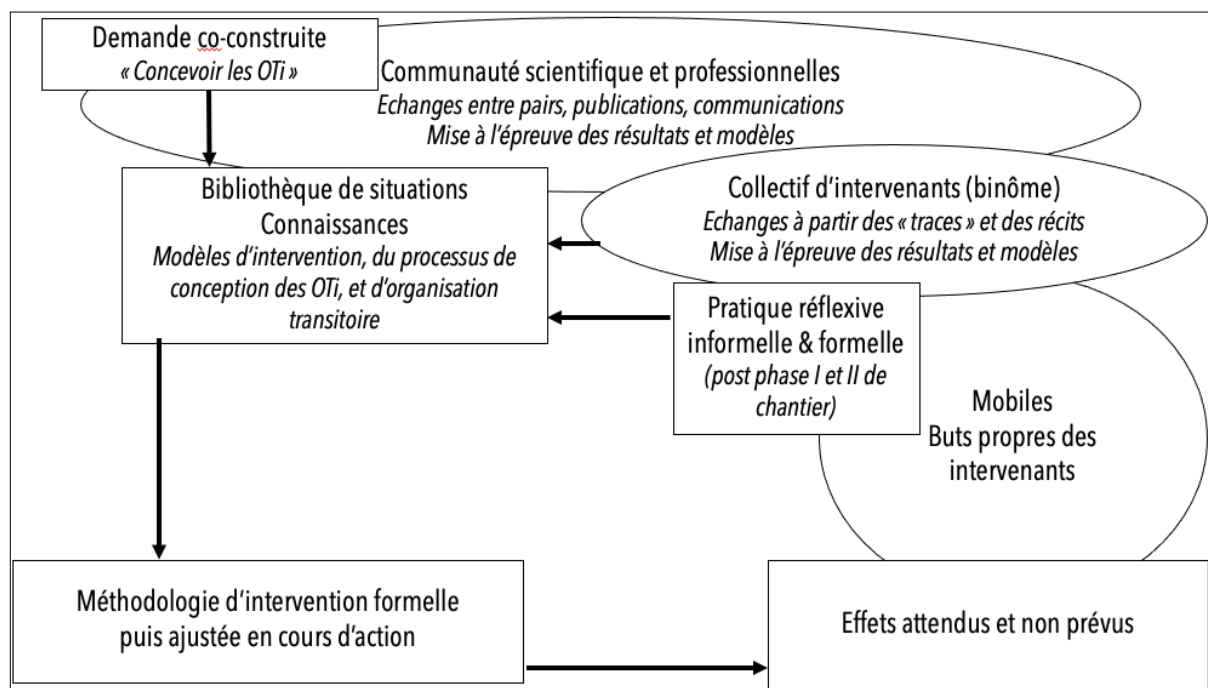 Demande co-construite
« Concevoir les OTi »
Communauté scientifique et professionnelles
Echanges entre pairs, publications, communications
Mise à l’épreuve des résultats et modèles
Bibliothèque de situations
Connaissances
Modèles d’intervention, du processus de
conception des OTi, et d’organisation
transitoire
Collectif d’intervenants (binôme)
Echanges à partir des « traces » et des récits
Mise à l’épreuve des résultats et modèles
Pratique réflexive
informelle & formelle
(post phase I et II de
chantier)
Mobiles
Buts propres des
intervenants
Méthodologie d’intervention formelle
puis ajustée en cours d’action
Effets attendus et non prévus